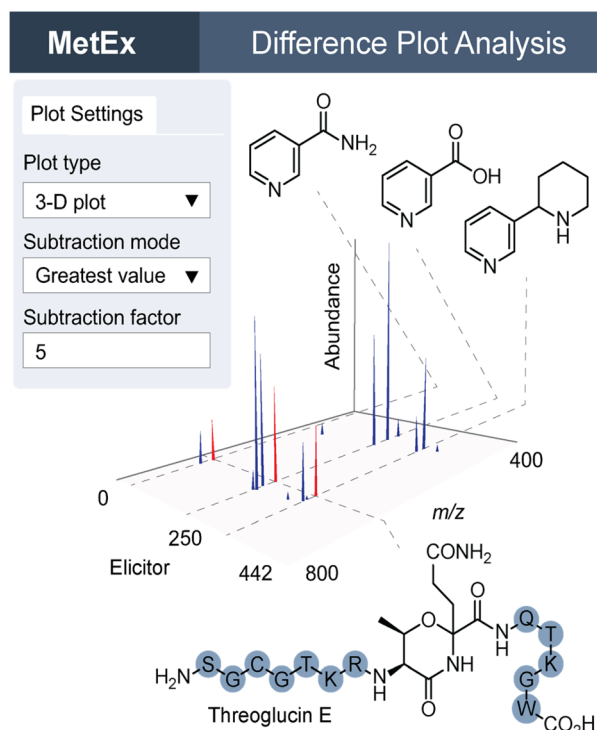 MetEx Difference Plot Analysis
Plot Settings
Plot type
3-D plot
Subtraction mode
Greatest value
Subtraction factor
5
O
NH₂
N
O
OH
N
N
H
N
Abundance
0
250
442
Elicitor
400
m/z
800
CONH₂
O
O
N
H
NH
O
N
H
H₂N S G C G T K R
Q T K G W
CO₂H
Threoglucin E